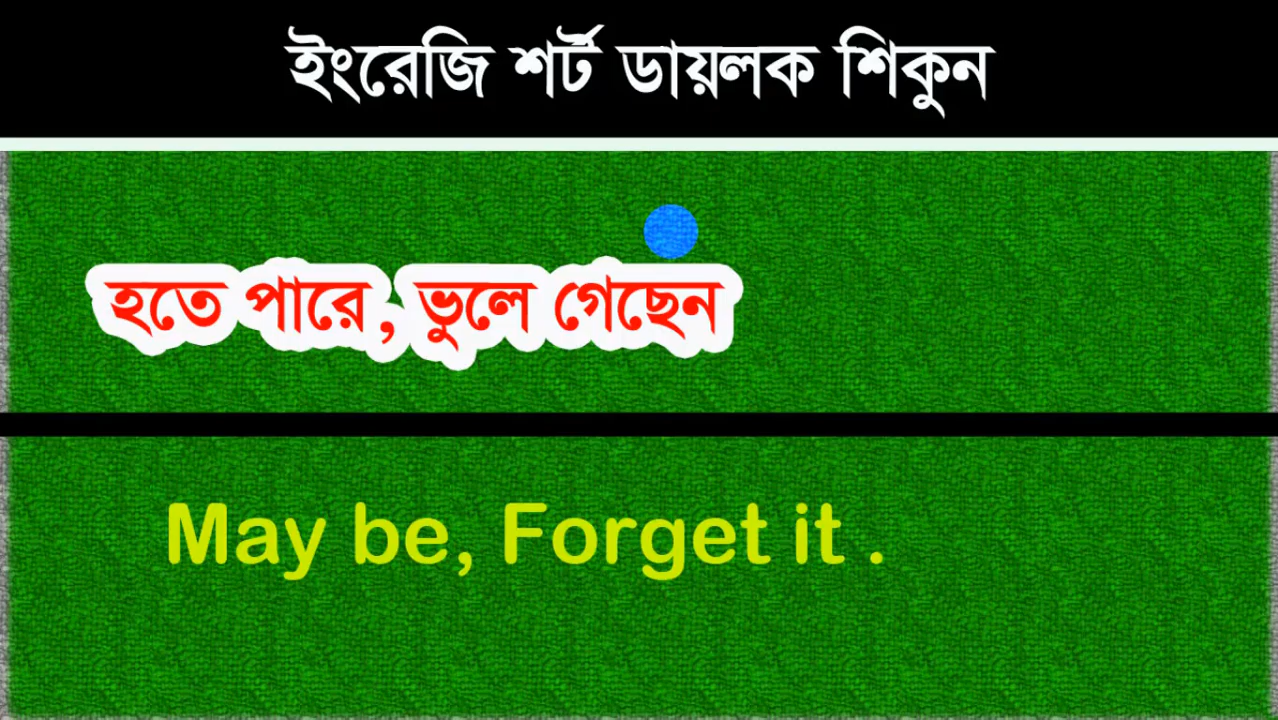 ইংরেজি শর্ট ডায়লক শিকুন
হতে পারে, ভুলে গেছেন
May be, Forget it .